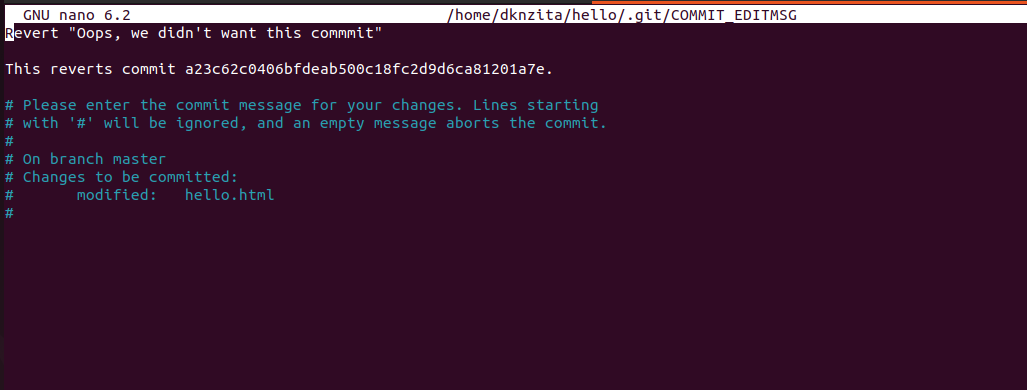 GNU nano 6.2 /home/dknzita/hello/.git/COMMIT_EDITMSG
Revert "Oops, we didn't want this commmit"
This reverts commit a23c62c0406bfdeab500c18fc2d9d6ca81201a7e.
# Please enter the commit message for your changes. Lines starting
# with '#' will be ignored, and an empty message aborts the commit.
#
# On branch master
# Changes to be committed:
#       modified:   hello.html
#